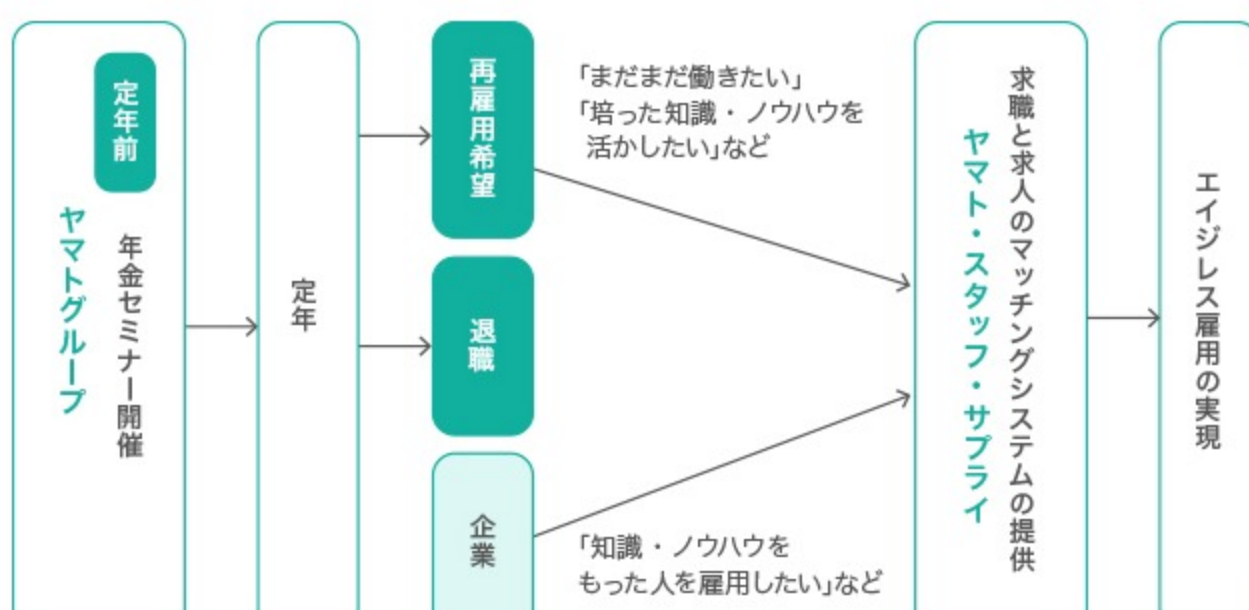 定年前
年金セミナー開催
ヤマトグループ
定年
再雇用希望
「まだまだ働きたい」
「培った知識・ノウハウを
活かしたい」など
退職
企業
「知識・ノウハウを
もった人を雇用したい」など
求職と求人のマッチングシステムの提供
ヤマト・スタッフ・サプライ
エイジレス雇用の実現